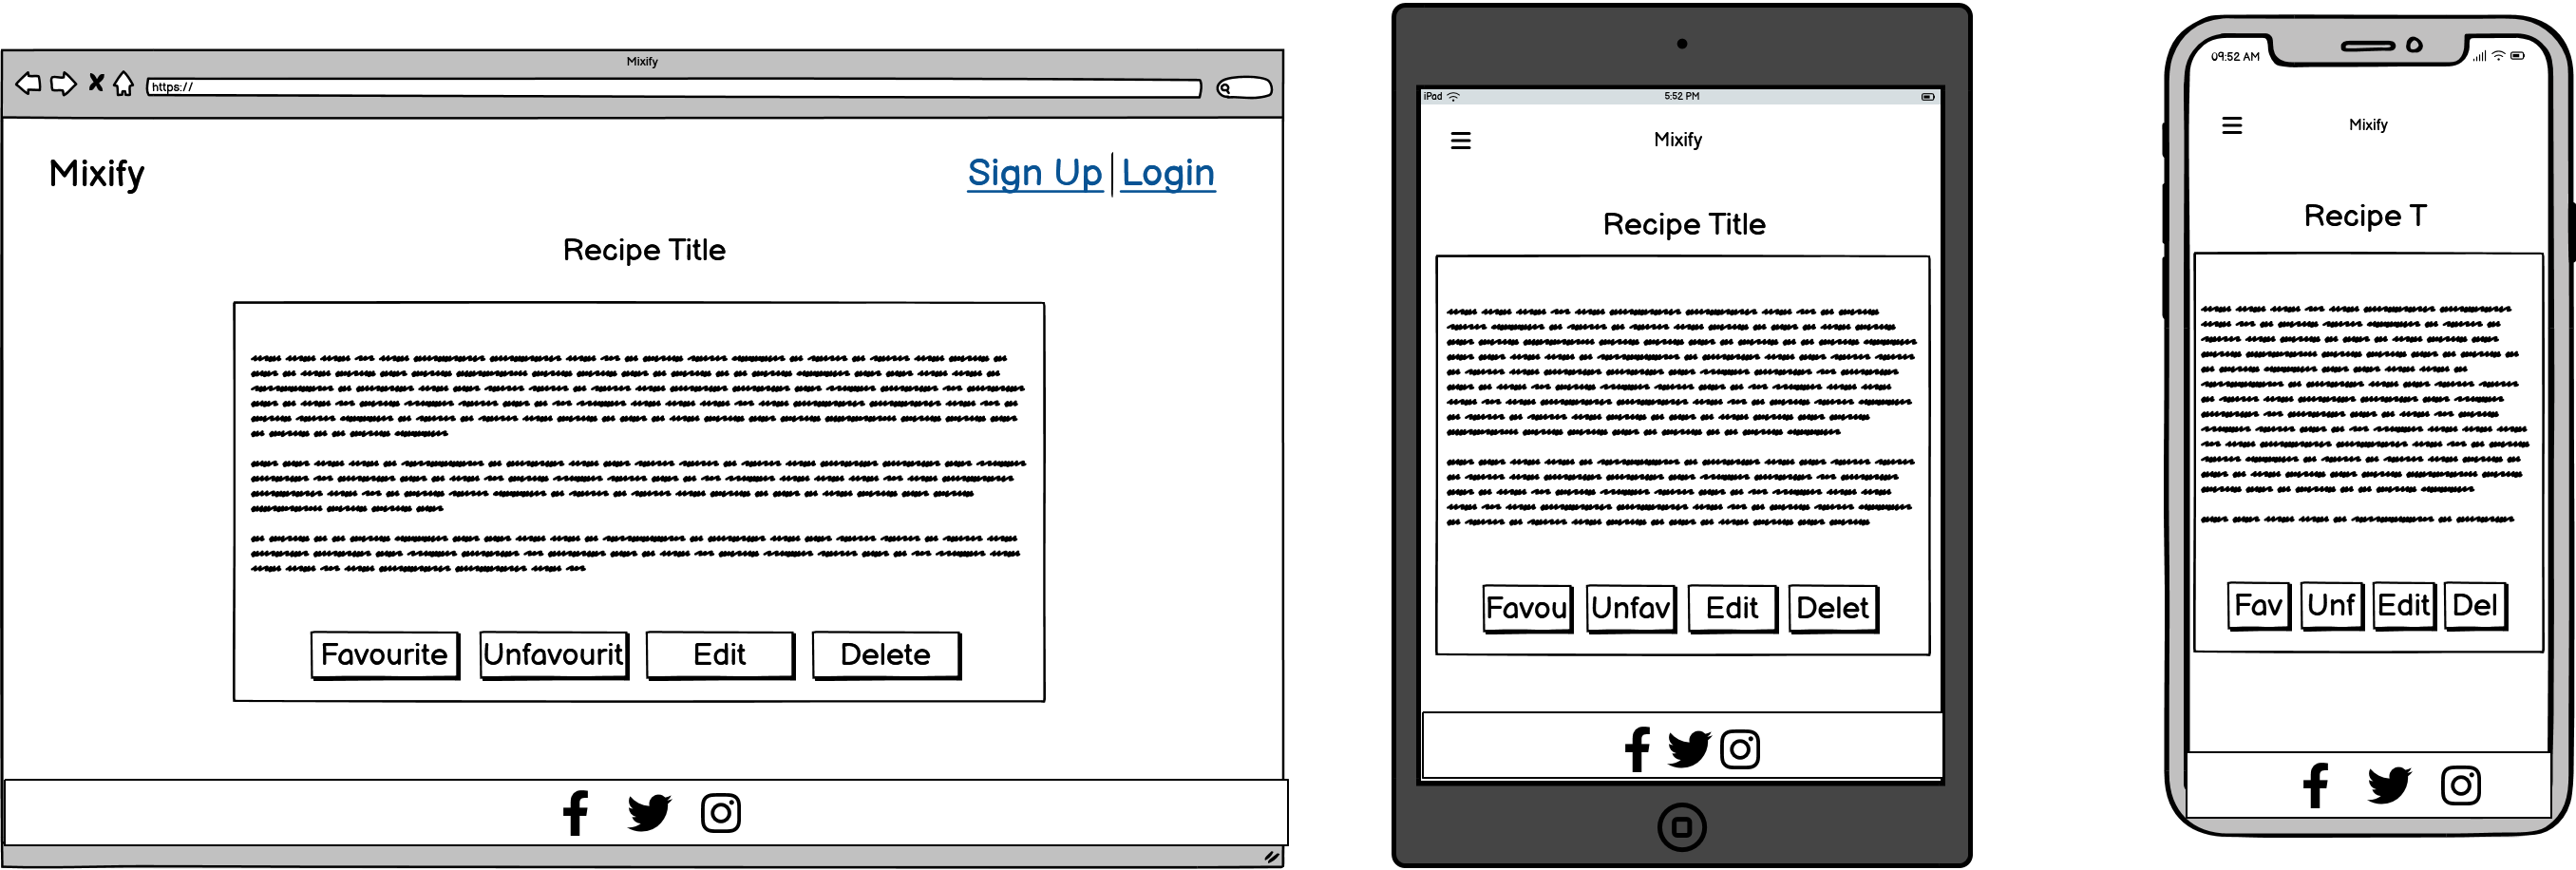 Mixify
https://
Mixify
Sign Up Login
Recipe Title
Favourite Unfavourit Edit Delete
iPad 5:52 PM
Mixify
Recipe Title
Favou Unfav Edit Delet
09:52 AM
Mixify
Recipe T
Fav Unf Edit Del